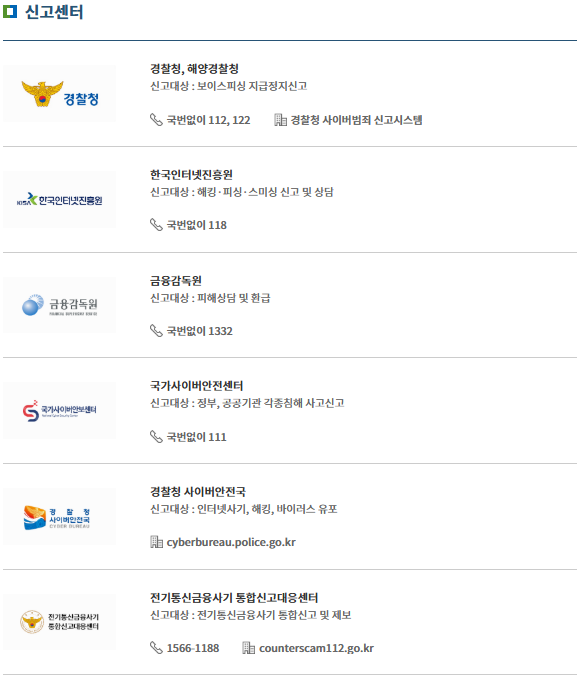 신고센터
경찰청
경찰청, 해양경찰청
신고대상 : 보이스피싱 지급정지신고
국번없이 112, 122 경찰청 사이버범죄 신고시스템
KISA 한국인터넷진흥원
한국인터넷진흥원
신고대상 : 해킹·피싱·스미싱 신고 및 상담
국번없이 118
금융감독원
금융감독원
신고대상 : 피해상담 및 환급
국번없이 1332
국가사이버안보센터
국가사이버안전센터
신고대상 : 정부, 공공기관 각종침해 사고신고
국번없이 111
경 찰 청
사이버안전국
CYBER BUREAU
경찰청 사이버안전국
신고대상 : 인터넷사기, 해킹, 바이러스 유포
cyberbureau.police.go.kr
전기통신금융사기
통합신고대응센터
전기통신금융사기 통합신고대응센터
신고대상 : 전기통신금융사기 통합신고 및 제보
1566-1188 counterscam112.go.kr